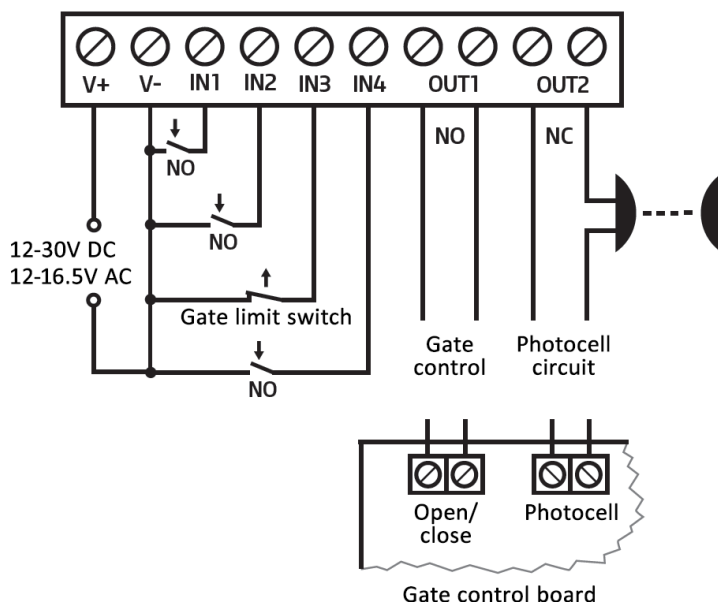 V+ V- IN1 IN2 IN3 IN4 OUT1 OUT2
NO NC
NO
NO
12-30V DC
12-16.5V AC
Gate limit switch
NO
Gate
control
Photocell
circuit
Open/
close
Photocell
Gate control board